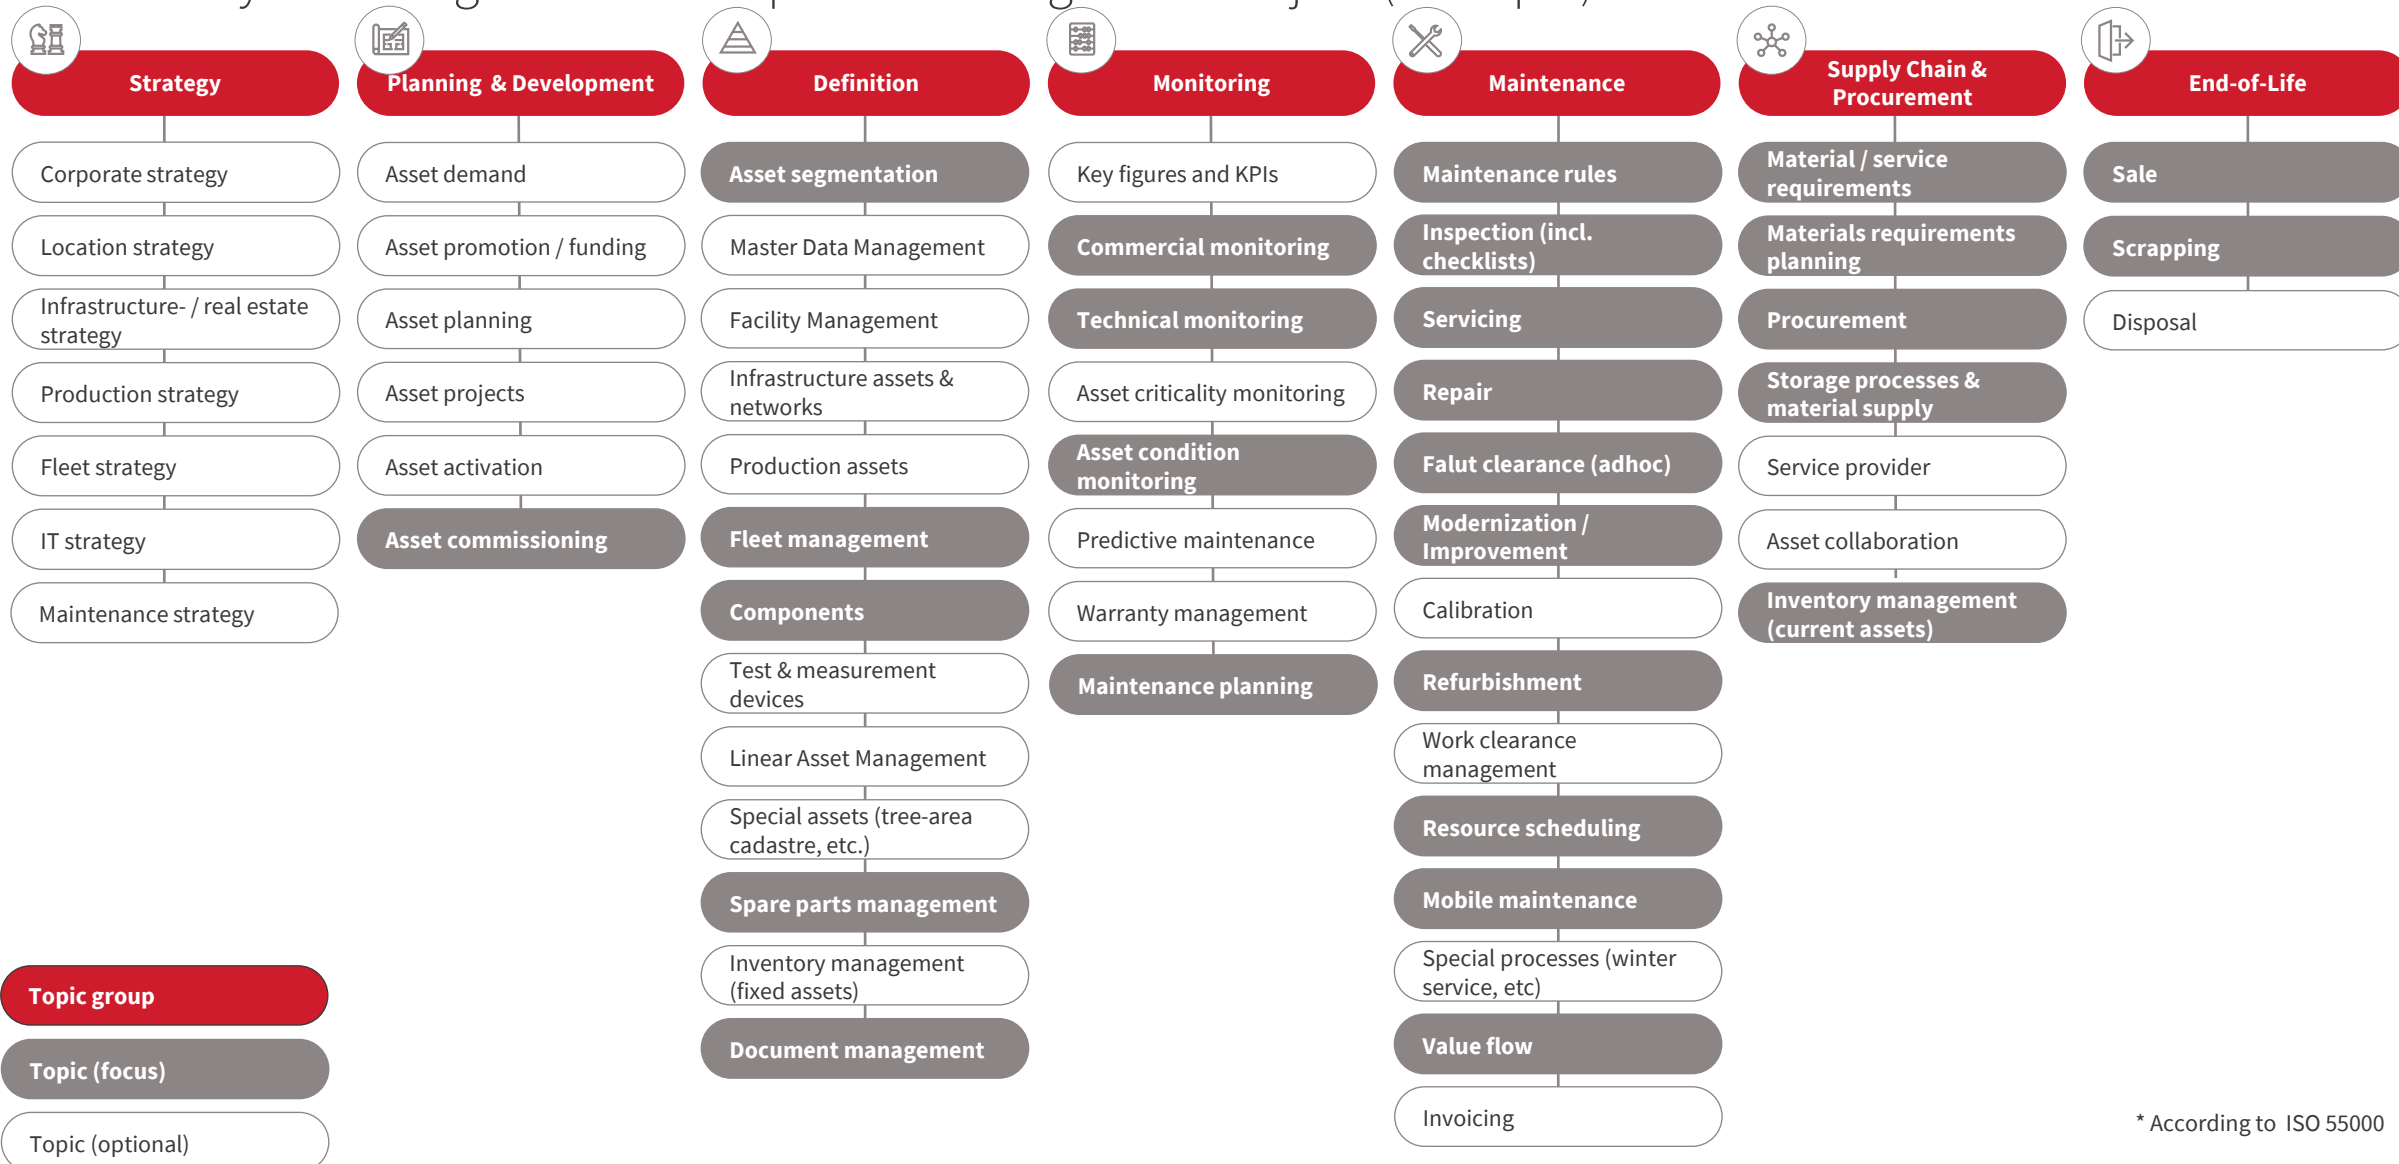 Strategy
Corporate strategy
Location strategy
Infrastructure- / real estate
strategy
Production strategy
Fleet strategy
IT strategy
Maintenance strategy
Planning & Development
Asset demand
Asset promotion / funding
Asset planning
Asset projects
Asset activation
Asset commissioning
Definition
Asset segmentation
Master Data Management
Facility Management
Infrastructure assets &
networks
Production assets
Fleet management
Components
Test & measurement
devices
Linear Asset Management
Special assets (tree-area
cadastre, etc.)
Spare parts management
Inventory management
(fixed assets)
Document management
Monitoring
Key figures and KPIs
Commercial monitoring
Technical monitoring
Asset criticality monitoring
Asset condition
monitoring
Predictive maintenance
Warranty management
Maintenance planning
Maintenance
Maintenance rules
Inspection (incl.
checklists)
Servicing
Repair
Falut clearance (adhoc)
Modernization /
Improvement
Calibration
Refurbishment
Work clearance
management
Resource scheduling
Mobile maintenance
Special processes (winter
service, etc)
Value flow
Invoicing
Supply Chain &
Procurement
Material / service
requirements
Materials requirements
planning
Procurement
Storage processes &
material supply
Service provider
Asset collaboration
Inventory management
(current assets)
End-of-Life
Sale
Scrapping
Disposal
Topic group
Topic (focus)
Topic (optional)
* According to ISO 55000